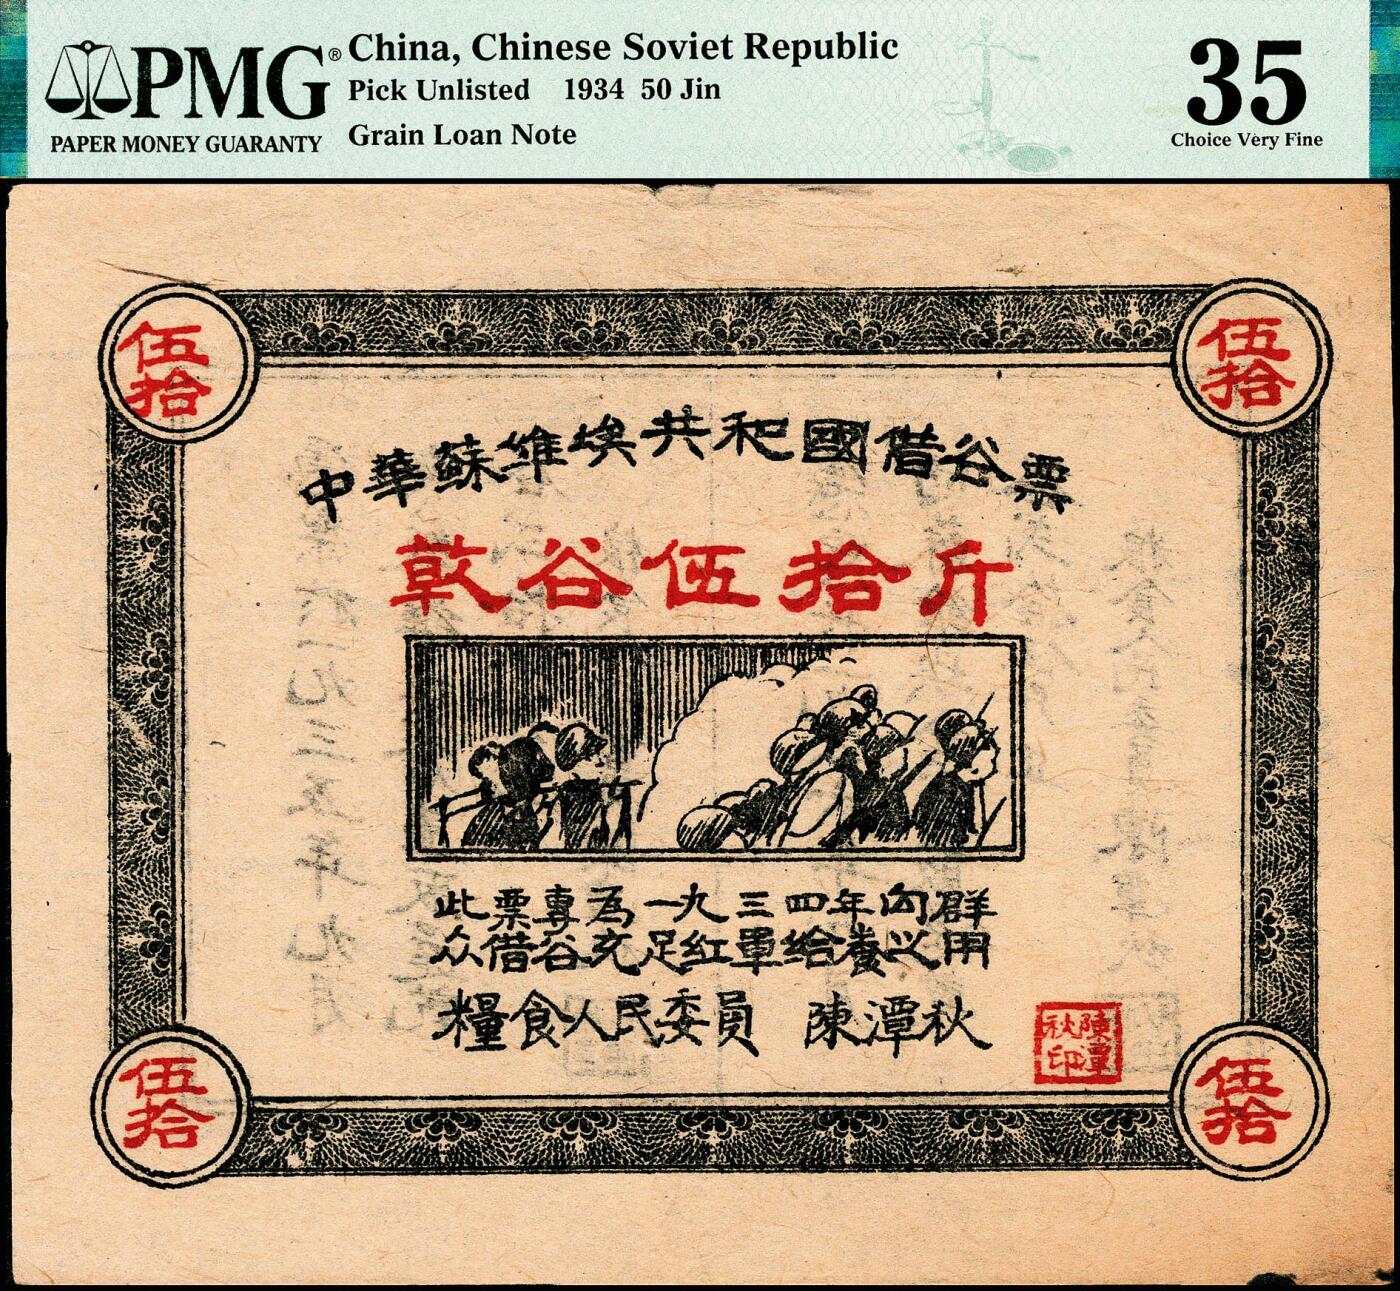 PMG®
PAPER MONEY GUARANTY
China, Chinese Soviet Republic
Pick Unlisted 1934 50 Jin
Grain Loan Note
35
Choice Very Fine
伍拾
伍拾
中華蘇維埃共和國借谷票
乾谷伍拾斤
此票專为一九三四年向群
众借谷充足紅軍給養以用
糧食人民委員 陳潭秋
陳潭秋印
伍拾
伍拾